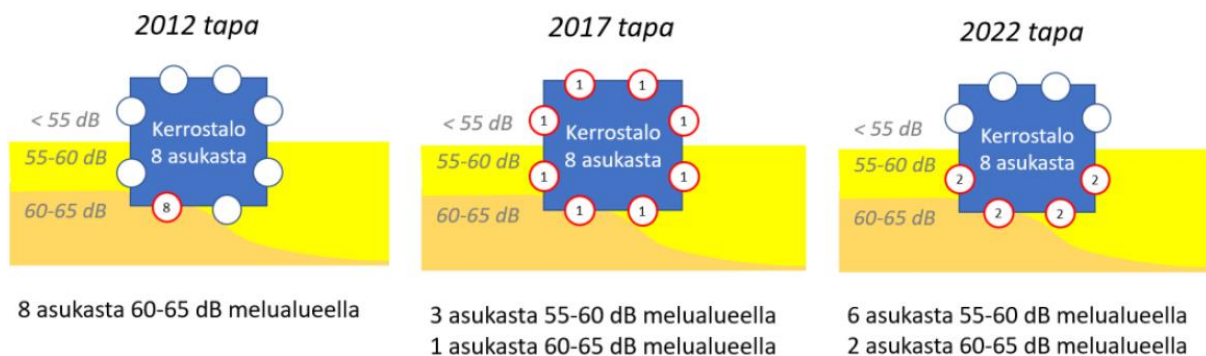 2012 tapa
< 55 dB
55-60 dB
60-65 dB
Kerrostalo
8 asukasta
8
8 asukasta 60-65 dB melualueella
2017 tapa
< 55 dB
55-60 dB
60-65 dB
1
1
1
1
Kerrostalo
8 asukasta
1
1
1
1
3 asukasta 55-60 dB melualueella
1 asukasta 60-65 dB melualueella
2022 tapa
< 55 dB
55-60 dB
60-65 dB
Kerrostalo
8 asukasta
2
2
2
2
6 asukasta 55-60 dB melualueella
2 asukasta 60-65 dB melualueella